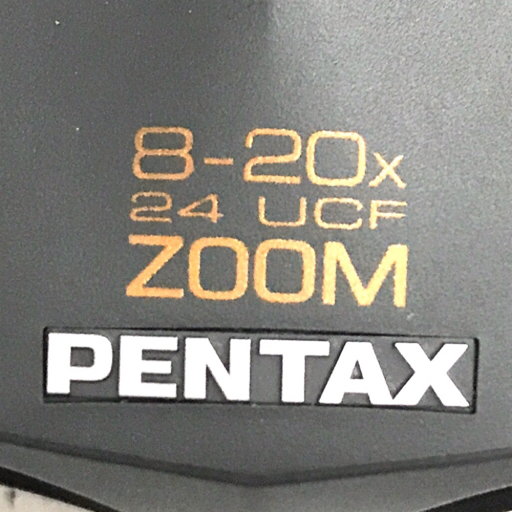 8-20x
24 UCF
ZOOM
PENTAX